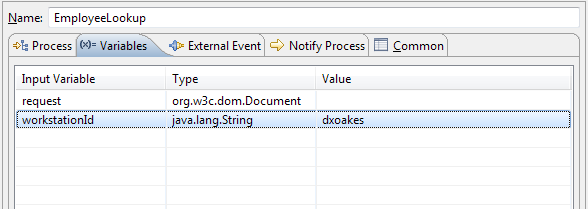 Name: EmployeeLookup
Process (x)= Variables External Event Notify Process Common
Input Variable Type Value
request org.w3c.dom.Document
workstationId java.lang.String dxoakes